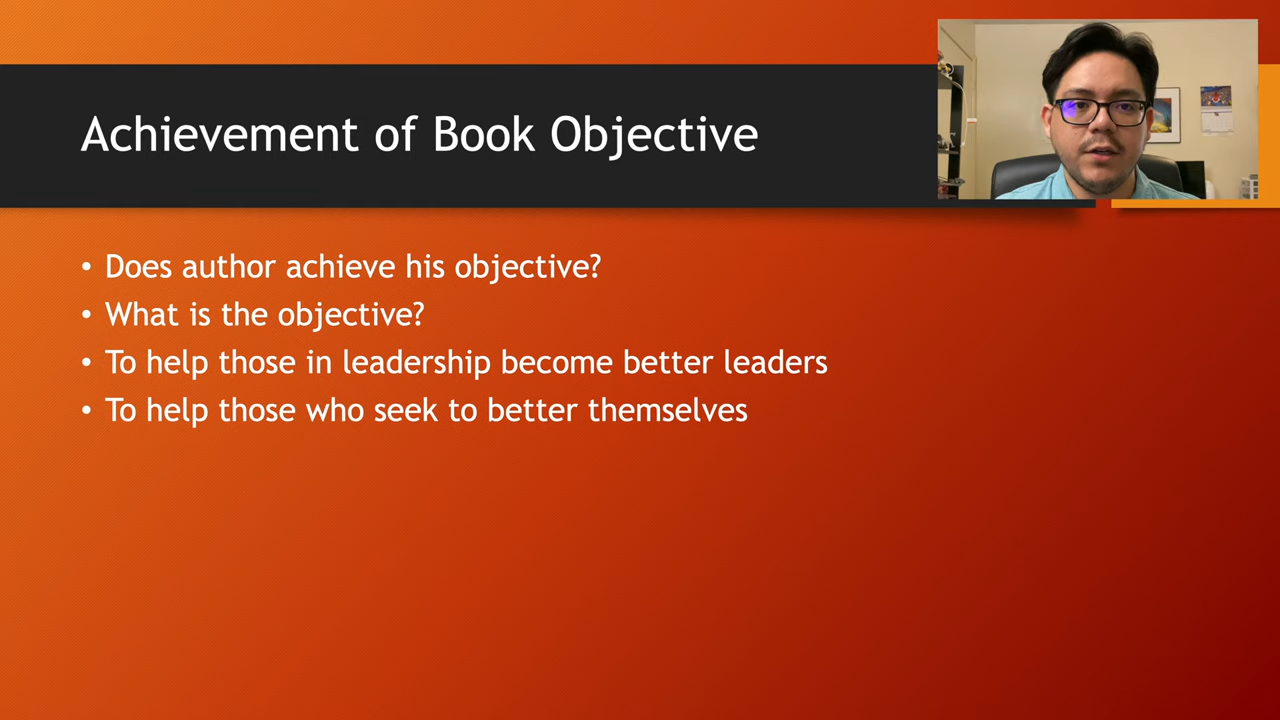 Achievement of Book Objective
• Does author achieve his objective?
• What is the objective?
• To help those in leadership become better leaders
• To help those who seek to better themselves